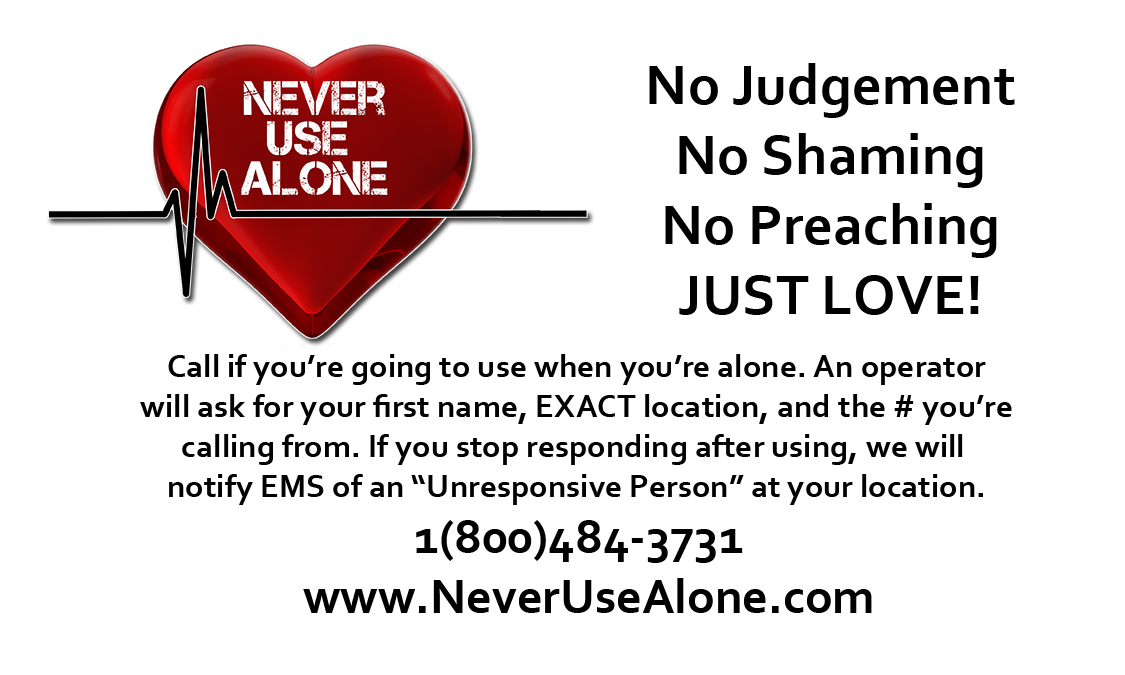 NEVER
USE
ALONE
No Judgement
No Shaming
No Preaching
JUST LOVE!
Call if you’re going to use when you’re alone. An operator
will ask for your first name, EXACT location, and the # you’re
calling from. If you stop responding after using, we will
notify EMS of an “Unresponsive Person” at your location.
1(800)484-3731
www.NeverUseAlone.com